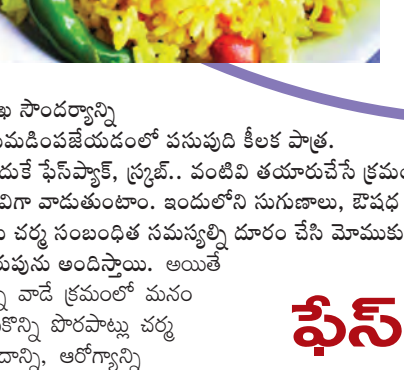 ఖ సౌందర్యాన్ని
ుమడింపజేయడంలో పసుపుది కీలక పాత్ర.
దుకే ఫేస్‌ప్యాక్, స్క్రబ్.. వంటివి తయారుచేసే క్రమం
విగా వాడుతుంటాం. ఇందులోని సుగుణాలు, ఔషధ
ు చర్మ సంబంధిత సమస్యల్ని దూరం చేసి మోముకు
రుపును అందిస్తాయి. అయితే
న్ని వాడే క్రమంలో మనం
కొన్ని పొరపాట్లు చర్మ
దాన్ని, ఆరోగ్యాన్ని
ఫేస్